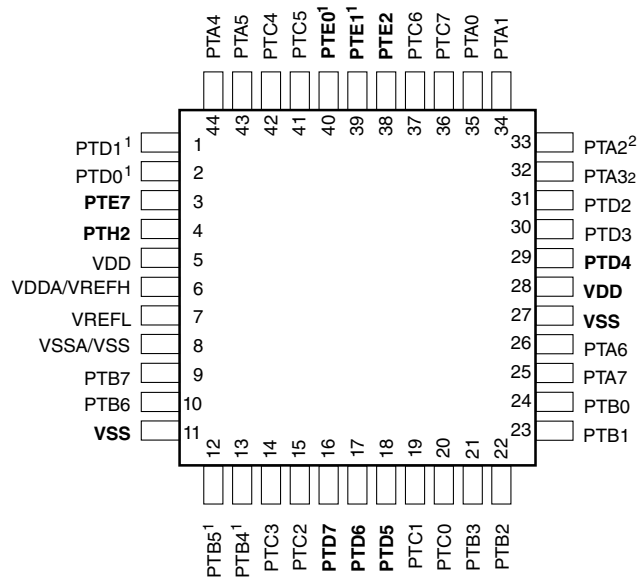 PTA4 PTA5 PTC4 PTC5 PTE0¹ PTE1¹ PTE2 PTC6 PTC7 PTA0 PTA1
44 43 42 41 40 39 38 37 36 35 34
PTD1¹ 1 33 PTA2²
PTD0¹ 2 32 PTA32
PTE7 3 31 PTD2
PTH2 4 30 PTD3
VDD 5 29 PTD4
VDDA/VREFH 6 28 VDD
VREFL 7 27 VSS
VSSA/VSS 8 26 PTA6
PTB7 9 25 PTA7
PTB6 10 24 PTB0
VSS 11 23 PTB1
12 13 14 15 16 17 18 19 20 21 22
PTB5¹ PTB4¹ PTC3 PTC2 PTD7 PTD6 PTD5 PTC1 PTC0 PTB3 PTB2